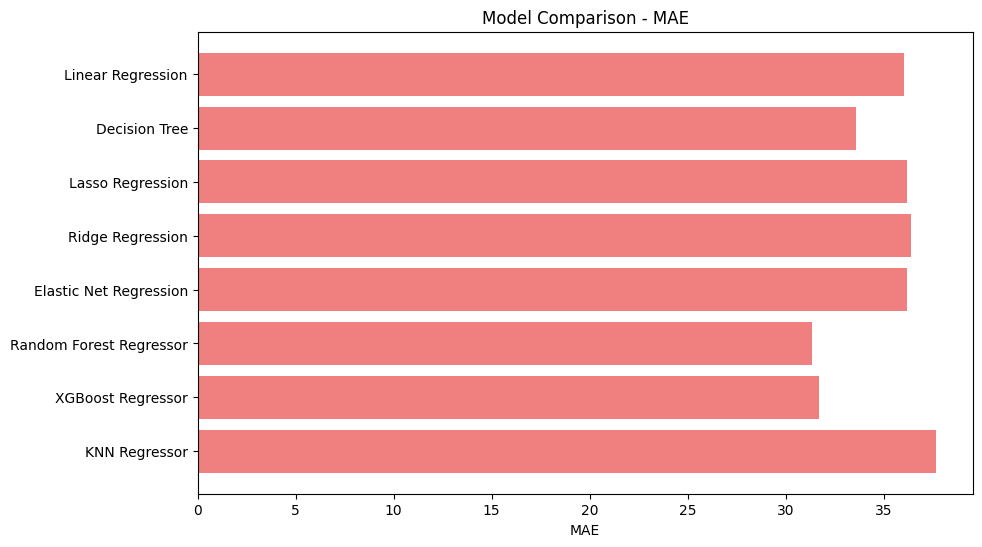 Model Comparison - MAE
Linear Regression
Decision Tree
Lasso Regression
Ridge Regression
Elastic Net Regression
Random Forest Regressor
XGBoost Regressor
KNN Regressor
0 5 10 15 20 25 30 35
MAE